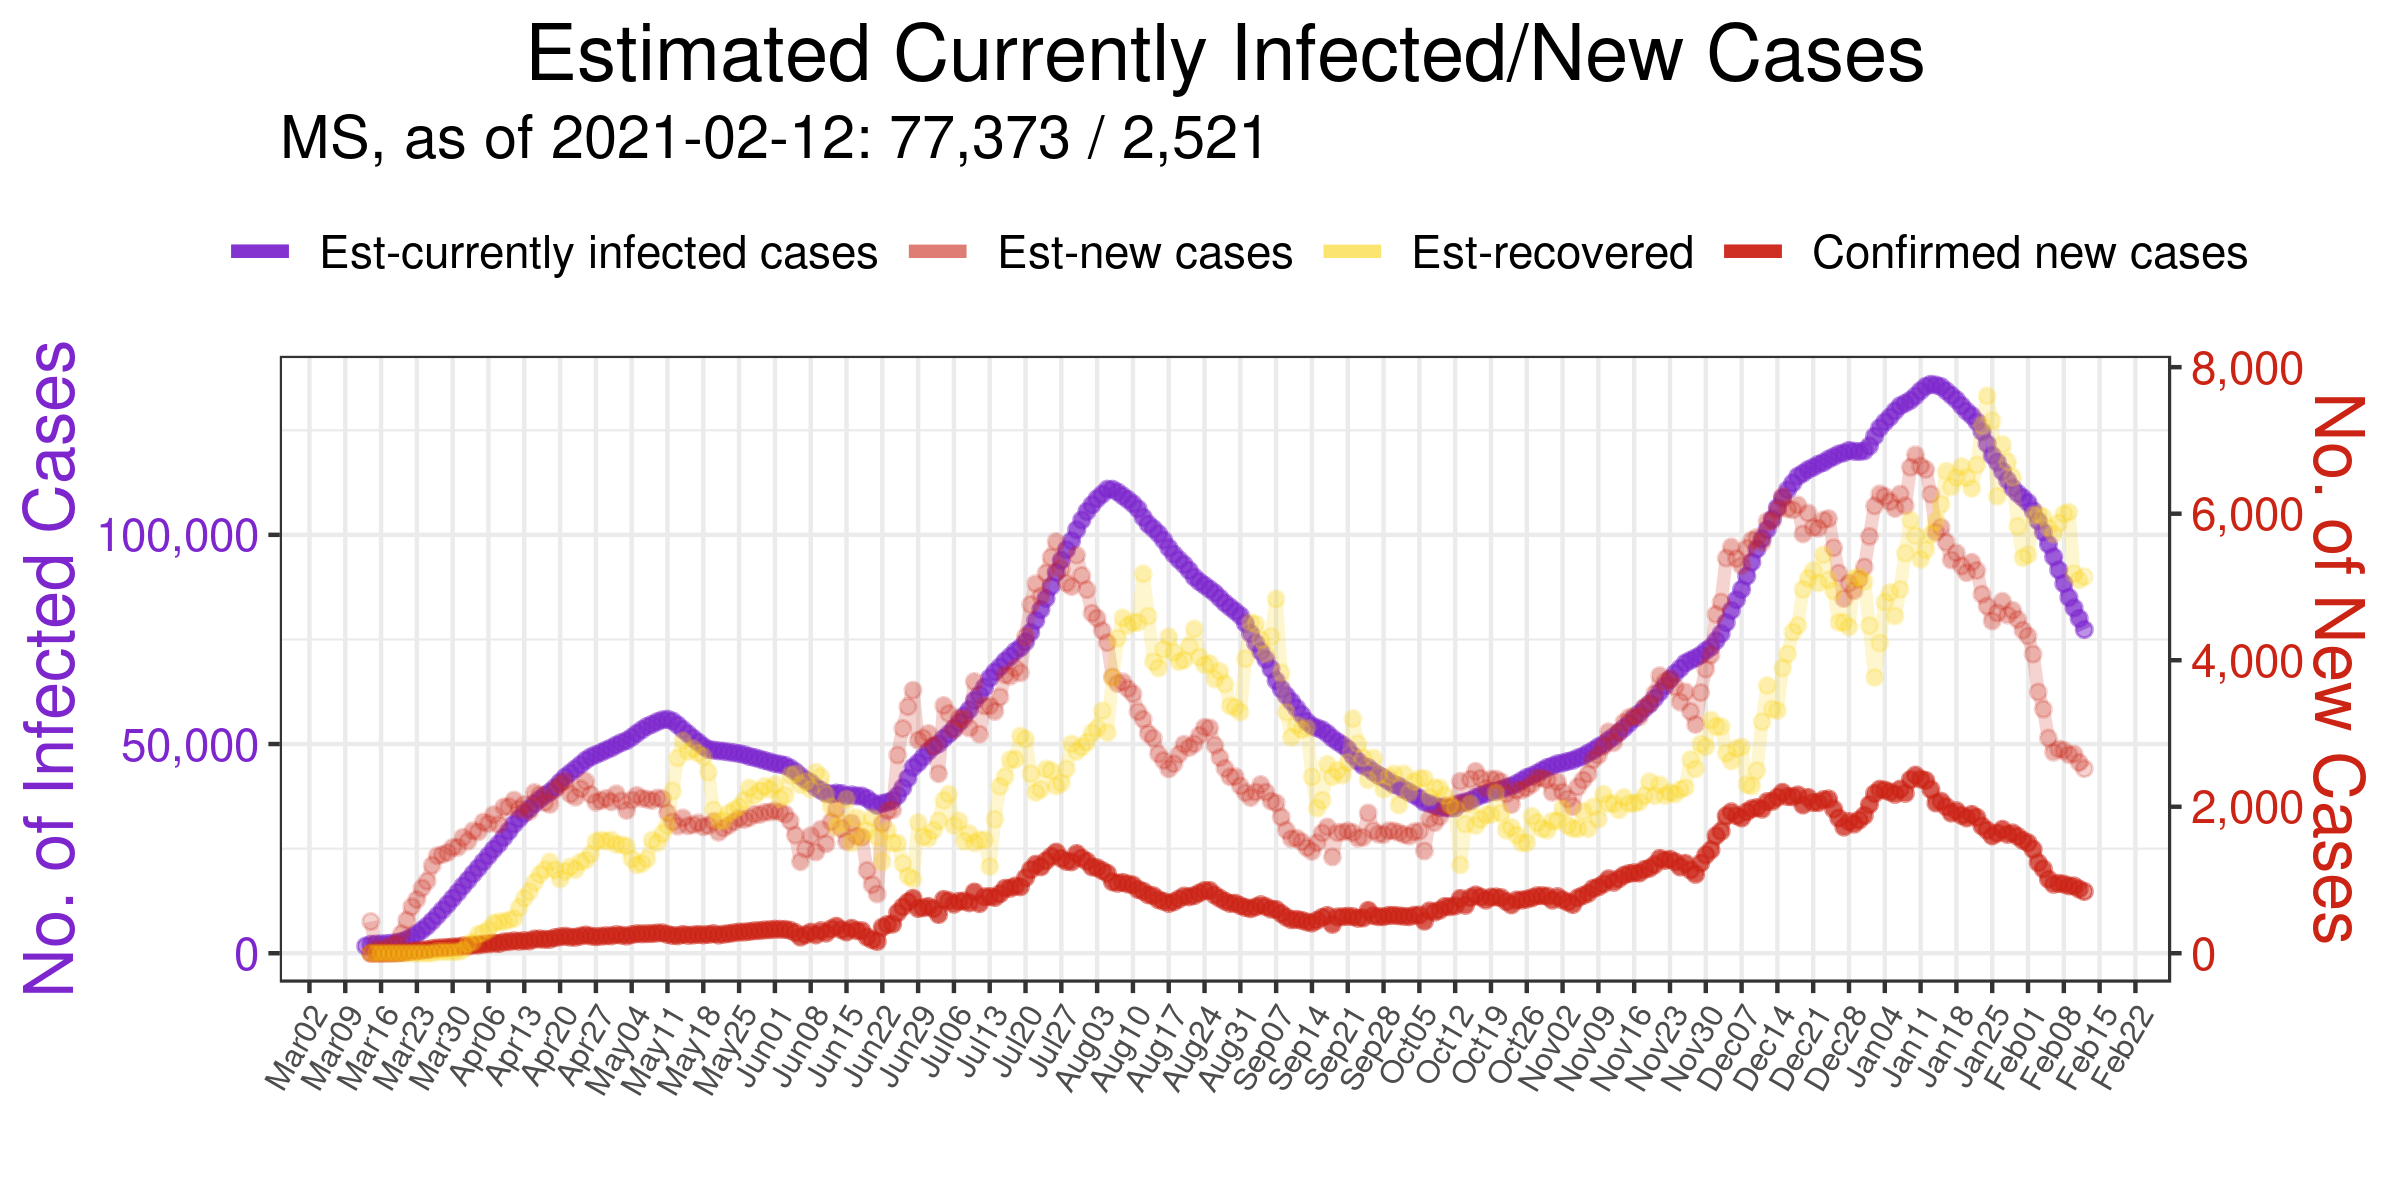 Estimated Currently Infected/New Cases
MS, as of 2021-02-12: 77,373 / 2,521
Est-currently infected cases Est-new cases Est-recovered Confirmed new cases
No. of Infected Cases
100,000
50,000
0
8,000
6,000
4,000
2,000
0
No. of New Cases
Mar02 Mar09 Mar16 Mar23 Mar30 Apr06 Apr13 Apr20 Apr27 May04 May11 May18 May25 Jun01 Jun08 Jun15 Jun22 Jun29 Jul06 Jul13 Jul20 Jul27 Aug03 Aug10 Aug17 Aug24 Aug31 Sep07 Sep14 Sep21 Sep28 Oct05 Oct12 Oct19 Oct26 Nov02 Nov09 Nov16 Nov23 Nov30 Dec07 Dec14 Dec21 Dec28 Jan04 Jan11 Jan18 Jan25 Feb01 Feb08 Feb15 Feb22